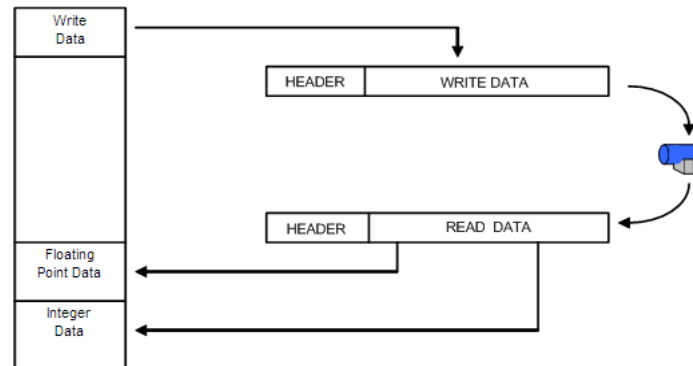 Write
Data
HEADER
WRITE DATA
HEADER
READ DATA
Floating
Point Data
Integer
Data